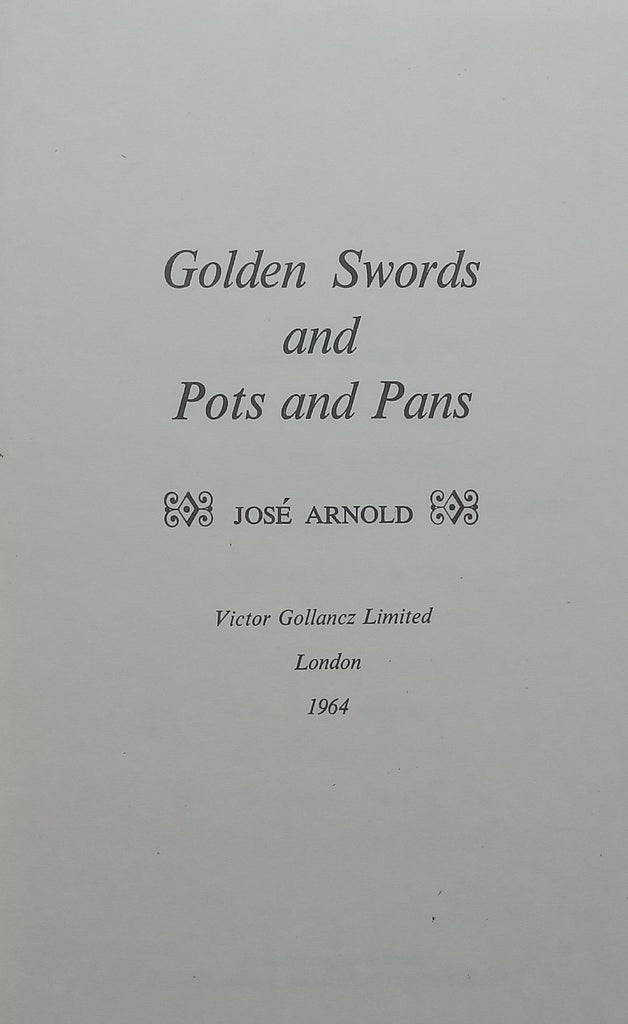 Golden Swords
and
Pots and Pans
JOSÉ ARNOLD
Victor Gollancz Limited
London
1964